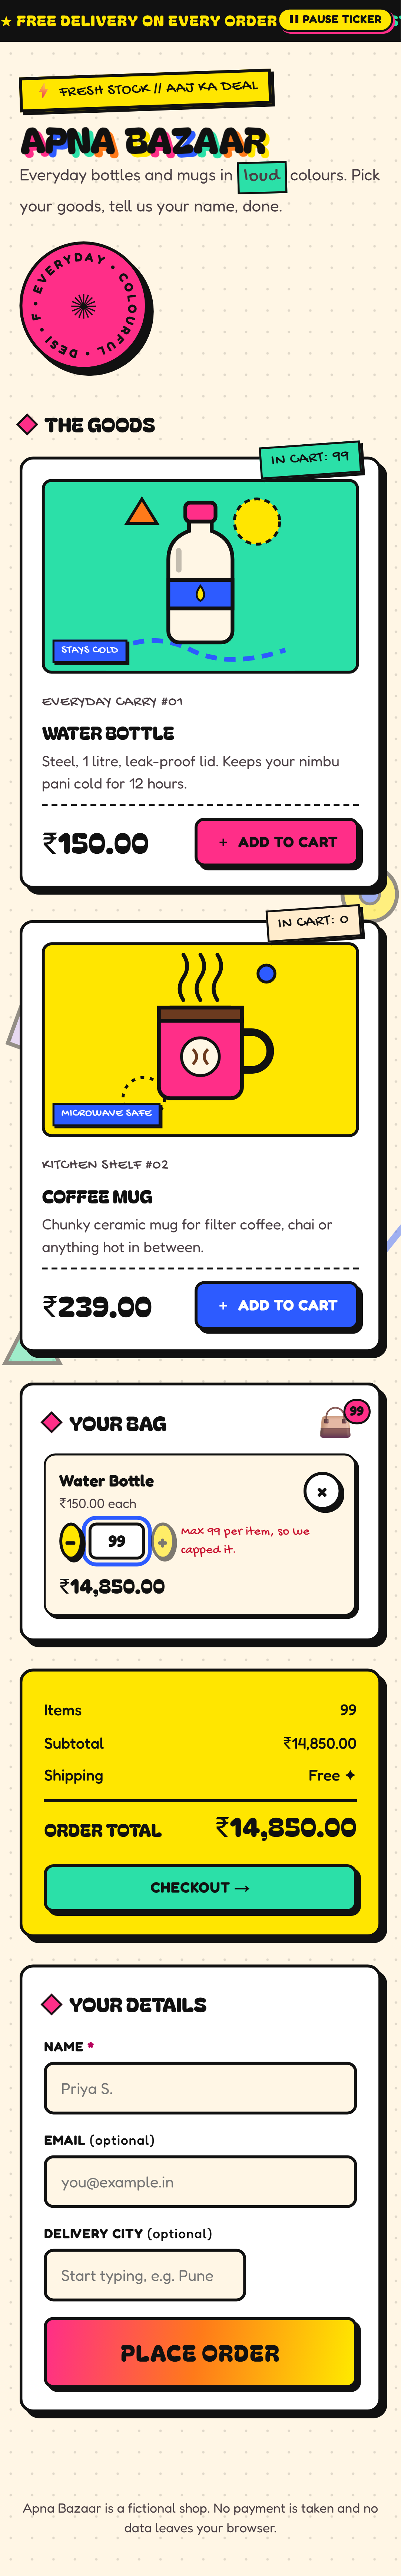 ★ FREE DELIVERY ON EVERY ORDER
PAUSE TICKER
FRESH STOCK // AAJ KA DEAL
APNA BAZAAR
Everyday bottles and mugs in loud colours. Pick
your goods, tell us your name, done.
EVERYDAY • COLOURFUL • DESI • F •
THE GOODS
IN CART: 99
STAYS COLD
EVERYDAY CARRY #01
WATER BOTTLE
Steel, 1 litre, leak-proof lid. Keeps your nimbu
pani cold for 12 hours.
₹150.00
+ ADD TO CART
IN CART: 0
MICROWAVE SAFE
KITCHEN SHELF #02
COFFEE MUG
Chunky ceramic mug for filter coffee, chai or
anything hot in between.
₹239.00
+ ADD TO CART
YOUR BAG
99
Water Bottle
₹150.00 each
×
− 99 +
Max 99 per item, so we
capped it.
₹14,850.00
Items 99
Subtotal ₹14,850.00
Shipping Free ✦
ORDER TOTAL ₹14,850.00
CHECKOUT →
YOUR DETAILS
NAME *
Priya S.
EMAIL (optional)
you@example.in
DELIVERY CITY (optional)
Start typing, e.g. Pune
PLACE ORDER
Apna Bazaar is a fictional shop. No payment is taken and no
data leaves your browser.